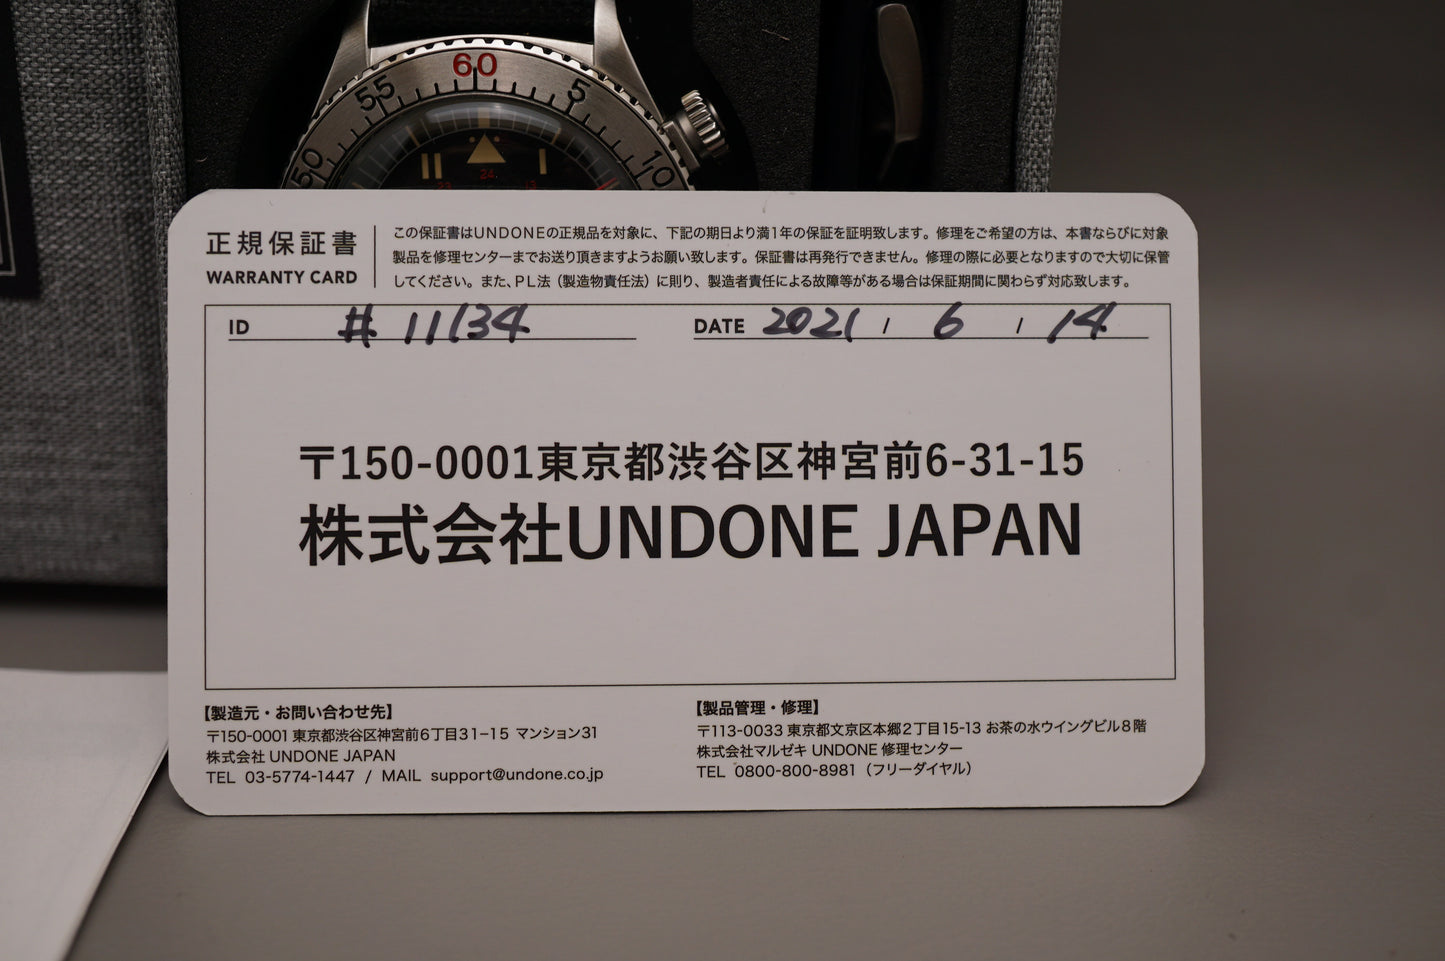 60
55
5
50
10
11
1
24
23
13
正規保証書
WARRANTY CARD
この保証書はUNDONEの正規品を対象に、下記の期日より満1年の保証を証明致します。修理をご希望の方は、本書ならびに対象
製品を修理センターまでお送り頂きますようお願い致します。保証書は再発行できません。修理の際に必要となりますので大切に保管
してください。また、PL法（製造物責任法）に則り、製造者責任による故障等がある場合は保証期間に関わらず対応致します。
ID # 11134 DATE 2021 / 6 / 14
〒150-0001東京都渋谷区神宮前6-31-15
株式会社UNDONE JAPAN
【製造元・お問い合わせ先】
〒150-0001 東京都渋谷区神宮前6丁目31−15 マンション31
株式会社 UNDONE JAPAN
TEL 03-5774-1447 / MAIL support@undone.co.jp
【製品管理・修理】
〒113-0033 東京都文京区本郷2丁目15-13 お茶の水ウイングビル8階
株式会社マルゼキ UNDONE 修理センター
TEL 0800-800-8981（フリーダイヤル）